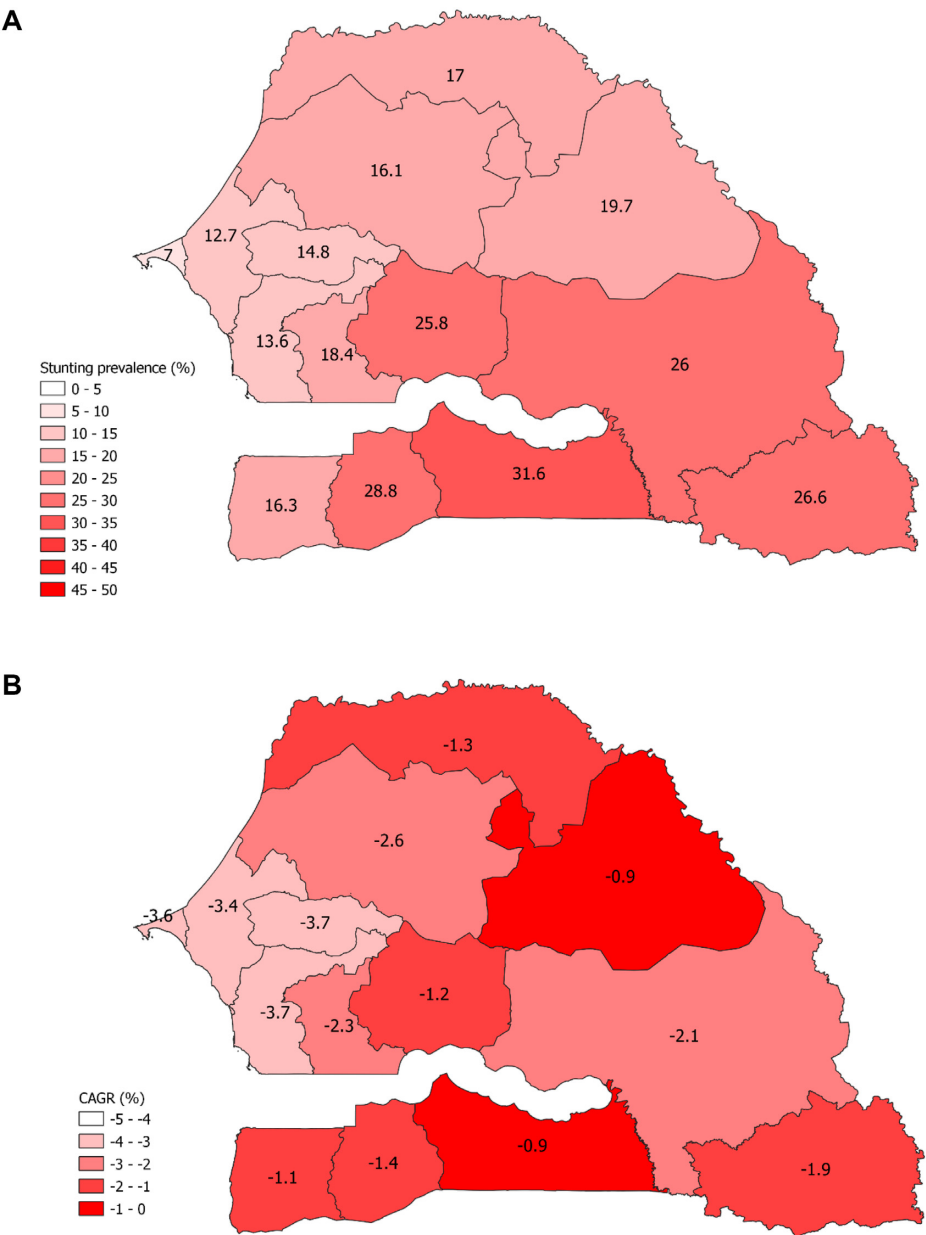 A
17
16.1
19.7
12.7
14.8
7
25.8
13.6
18.4
26
Stunting prevalence (%)
0 - 5
5 - 10
10 - 15
15 - 20
20 - 25
25 - 30
30 - 35
35 - 40
40 - 45
45 - 50
31.6
28.8
26.6
16.3
B
-1.3
-2.6
-0.9
-3.4
-3.6
-3.7
-1.2
-3.7
-2.3
-2.1
CAGR (%)
-5 - -4
-4 - -3
-3 - -2
-2 - -1
-1 - 0
-0.9
-1.4
-1.1
-1.9